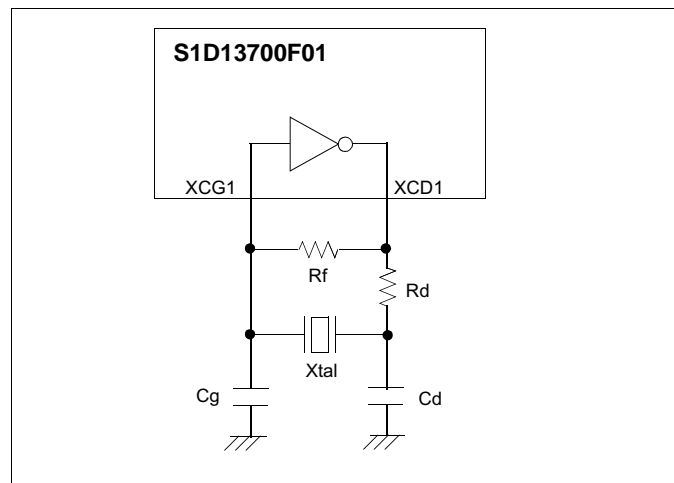 S1D13700F01
XCG1
XCD1
Rf
Rd
Xtal
Cg
Cd